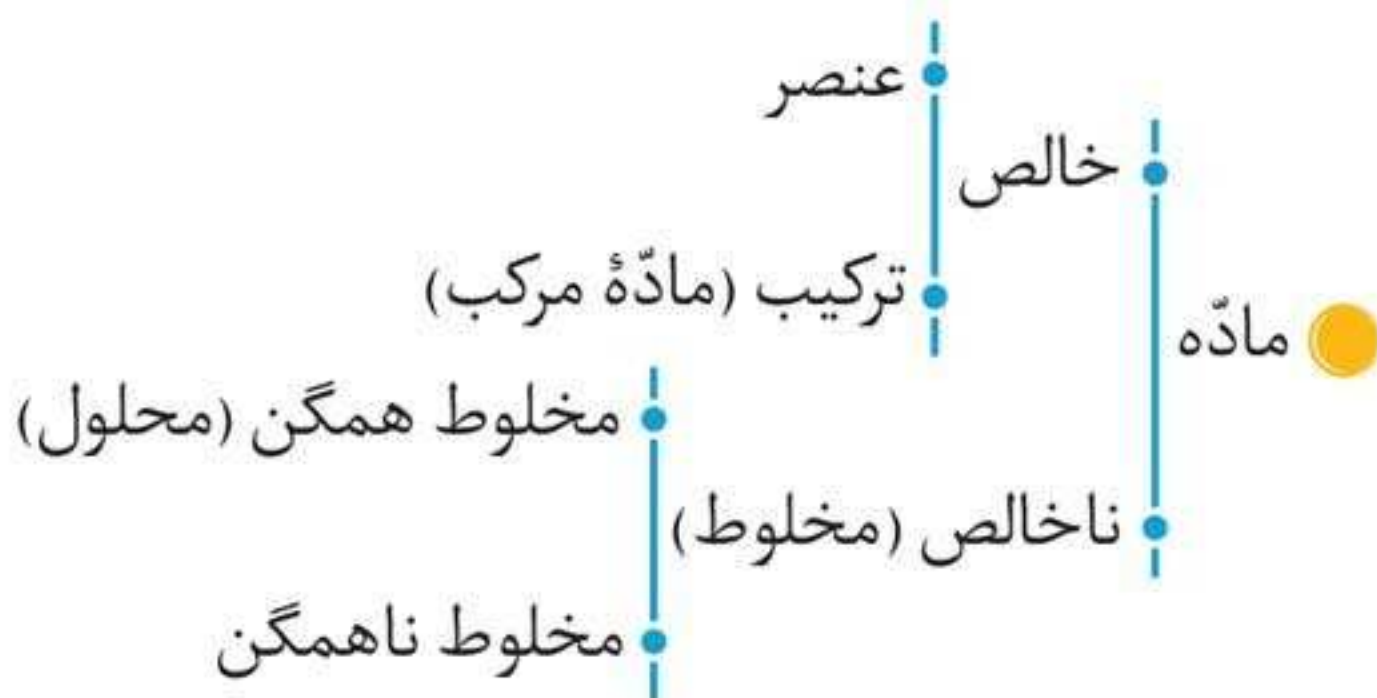 عنصر
خالص
ترکیب (مادّهٔ مرکب)
مادّه
مخلوط همگن (محلول)
ناخالص (مخلوط)
مخلوط ناهمگن